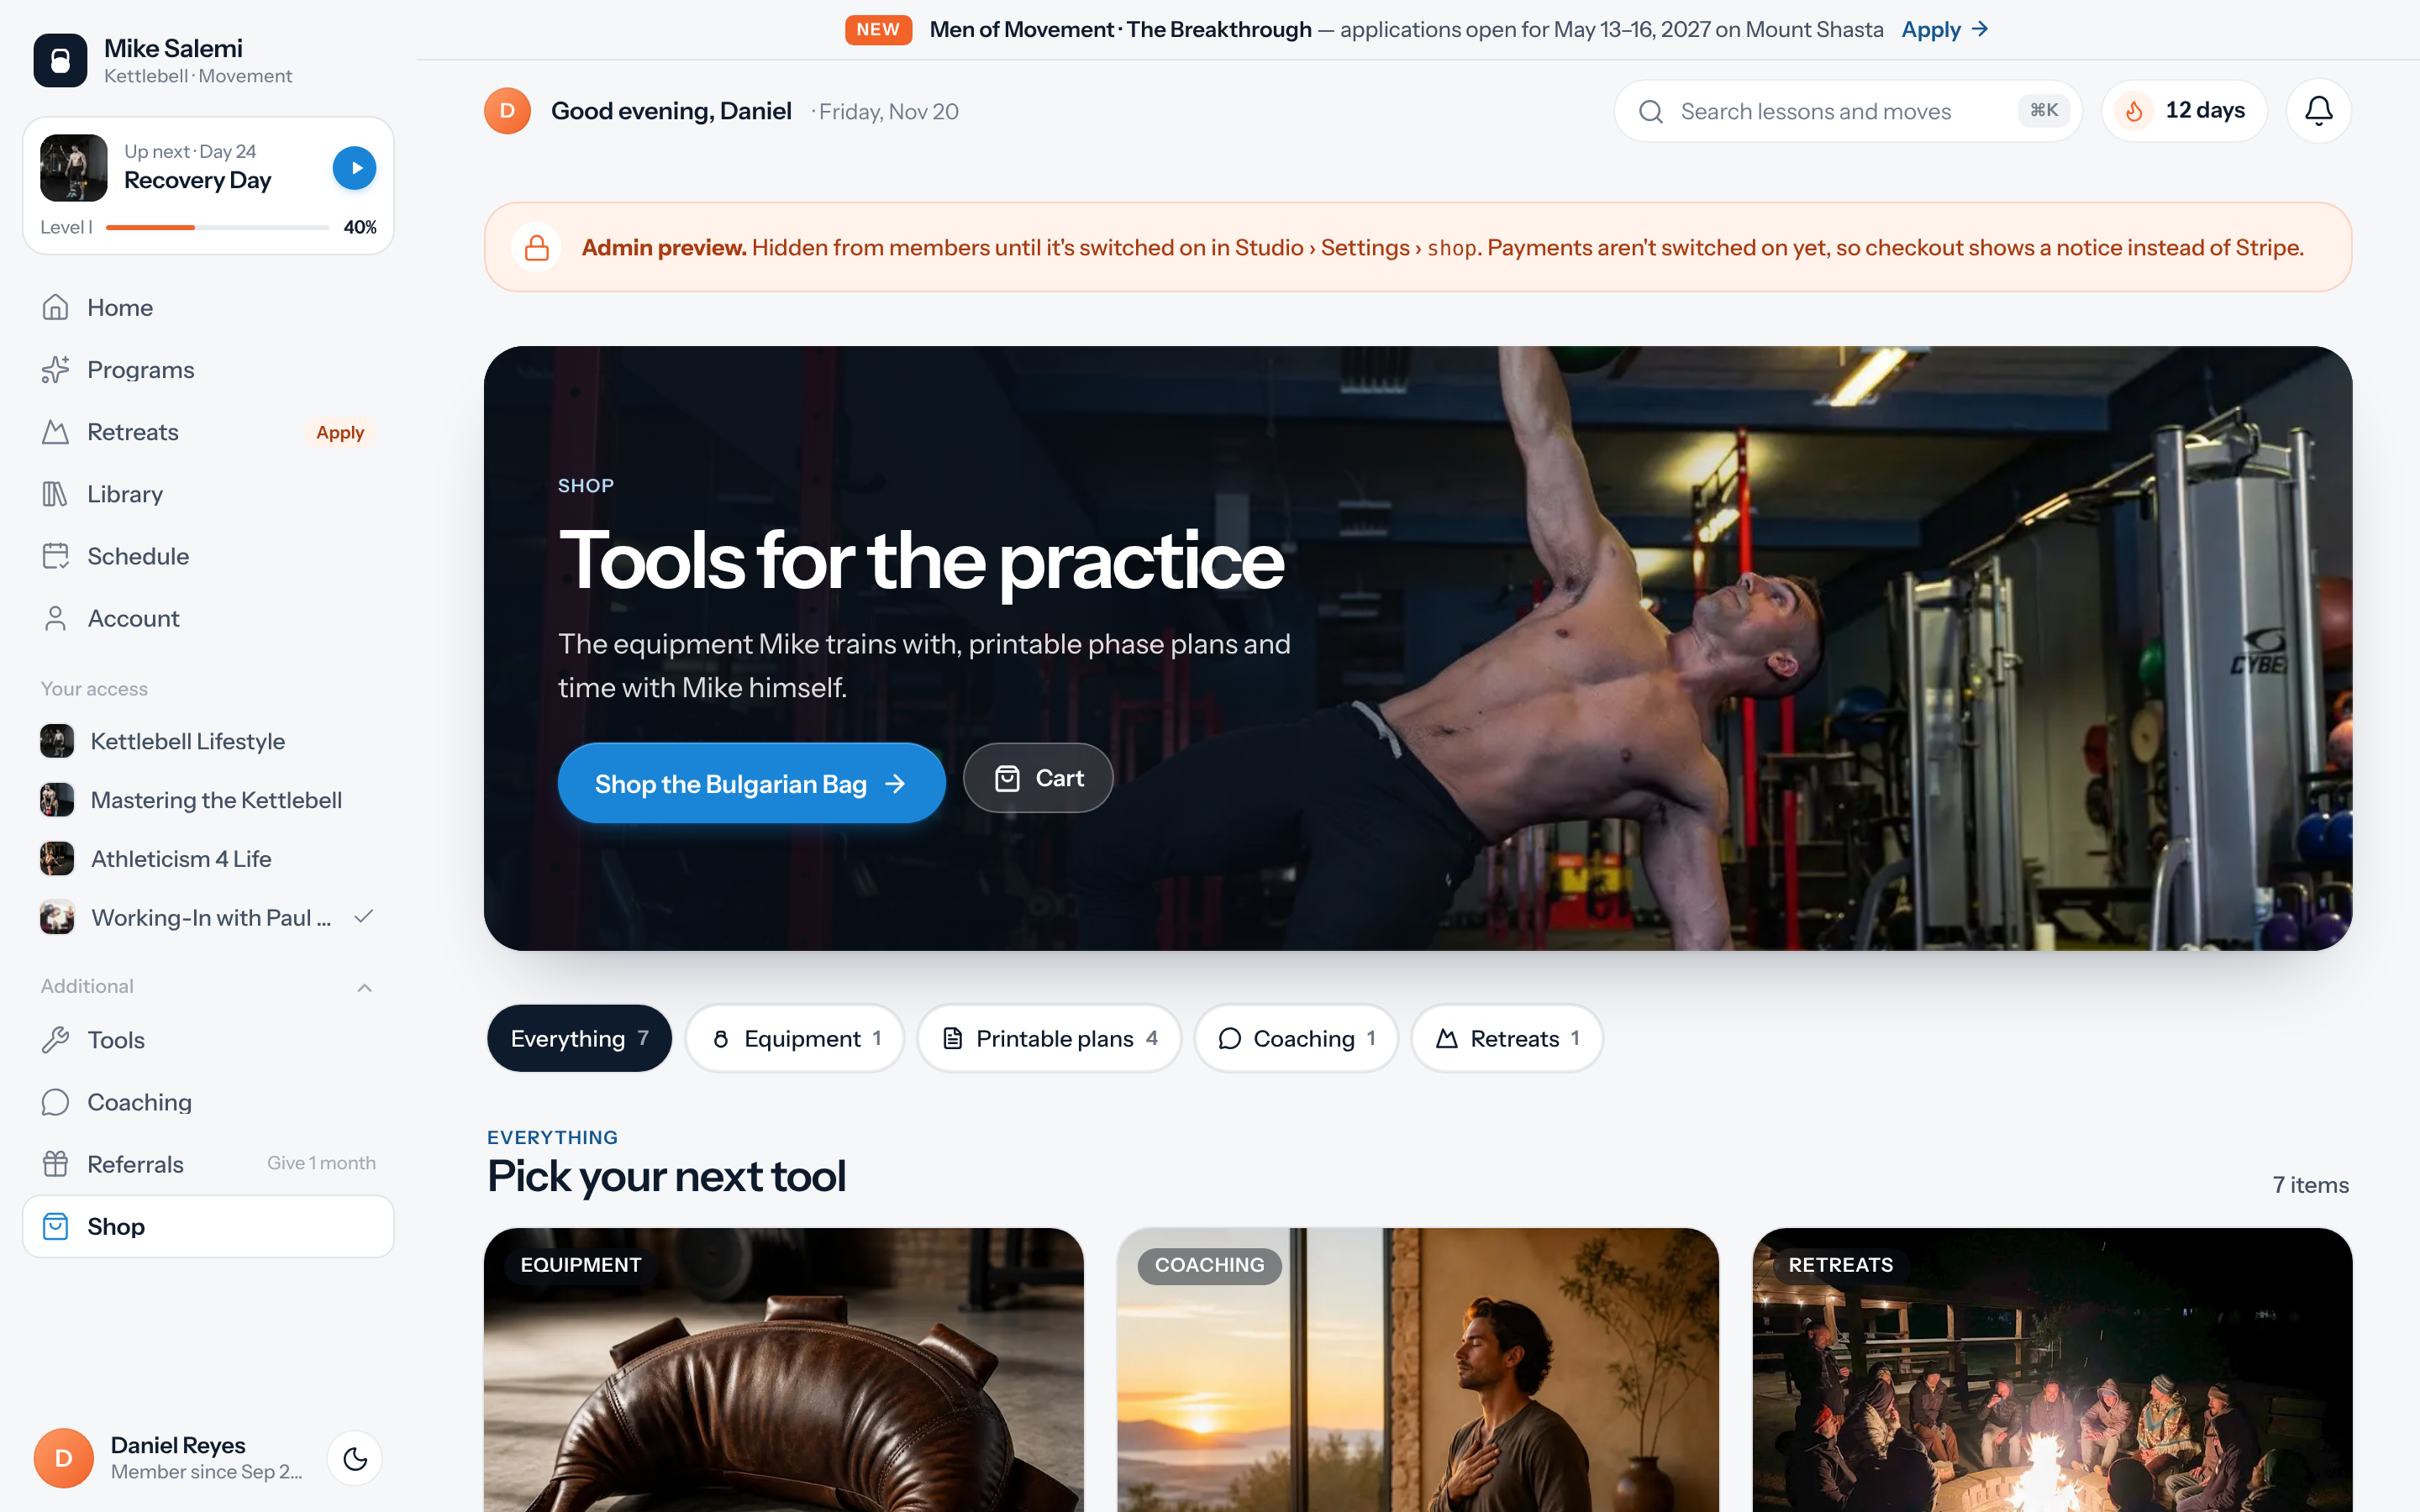 Mike Salemi
Kettlebell · Movement
Up next · Day 24
Recovery Day
Level I
40%
Home
Programs
Retreats
Apply
Library
Schedule
Account
Your access
Kettlebell Lifestyle
Mastering the Kettlebell
Athleticism 4 Life
Working-In with Paul ...
Additional
Tools
Coaching
Referrals
Give 1 month
Shop
D
Daniel Reyes
Member since Sep 2...
NEW Men of Movement · The Breakthrough — applications open for May 13–16, 2027 on Mount Shasta Apply →
D Good evening, Daniel · Friday, Nov 20
Search lessons and moves ⌘K
12 days
Admin preview. Hidden from members until it's switched on in Studio › Settings › shop. Payments aren't switched on yet, so checkout shows a notice instead of Stripe.
SHOP
Tools for the practice
The equipment Mike trains with, printable phase plans and
time with Mike himself.
Shop the Bulgarian Bag →
Cart
Everything 7
Equipment 1
Printable plans 4
Coaching 1
Retreats 1
EVERYTHING
Pick your next tool
7 items
EQUIPMENT
COACHING
RETREATS